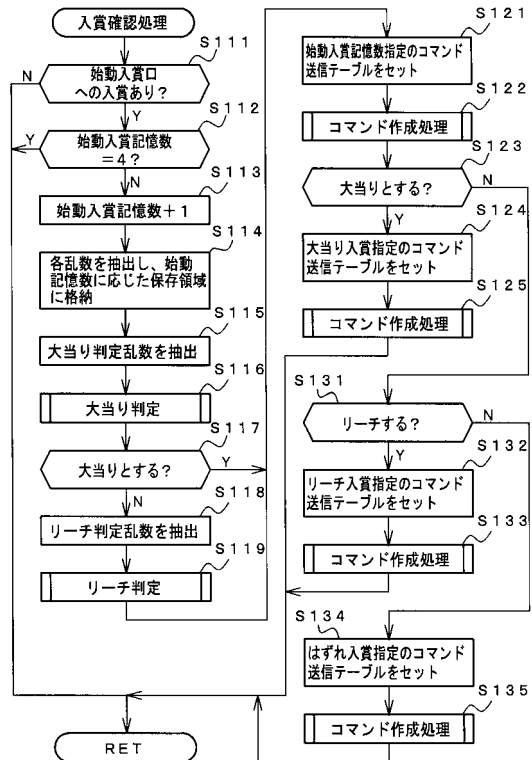 入賞確認処理
S111
始動入賞口
への入賞あり?
N
Y
S112
始動入賞記憶数
=4?
Y
N
S113
始動入賞記憶数+1
S114
各乱数を抽出し、始動
記憶数に応じた保存領域
に格納
S115
大当り判定乱数を抽出
S116
大当り判定
S117
大当りとする?
Y
N
S118
リーチ判定乱数を抽出
S119
リーチ判定
RET
S121
始動入賞記憶数指定のコマンド
送信テーブルをセット
S122
コマンド作成処理
S123
大当りとする?
N
Y
S124
大当り入賞指定のコマンド
送信テーブルをセット
S125
コマンド作成処理
S131
リーチする?
N
Y
S132
リーチ入賞指定のコマンド
送信テーブルをセット
S133
コマンド作成処理
S134
はずれ入賞指定のコマンド
送信テーブルをセット
S135
コマンド作成処理